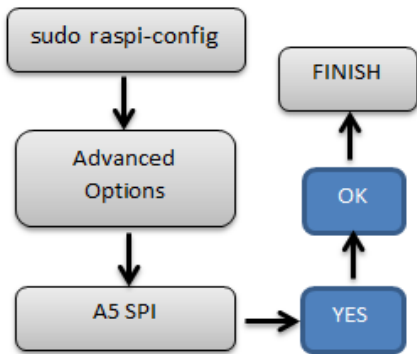 sudo raspi-config
Advanced
Options
A5 SPI
YES
OK
FINISH